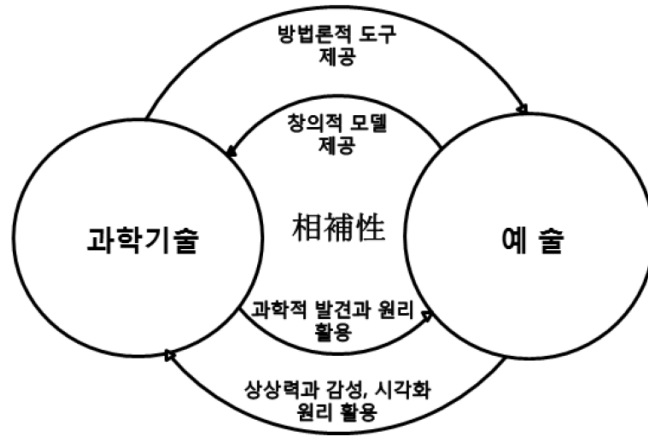 방법론적 도구
제공
창의적 모델
제공
과학기술
相補性
예 술
과학적 발견과 원리
활용
상상력과 감성, 시각화
원리 활용